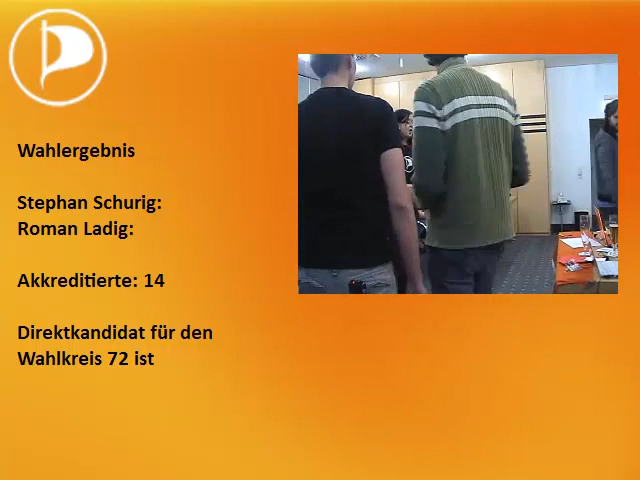 Wahlergebnis
Stephan Schurig:
Roman Ladig:
Akkreditierte: 14
Direktkandidat für den
Wahlkreis 72 ist